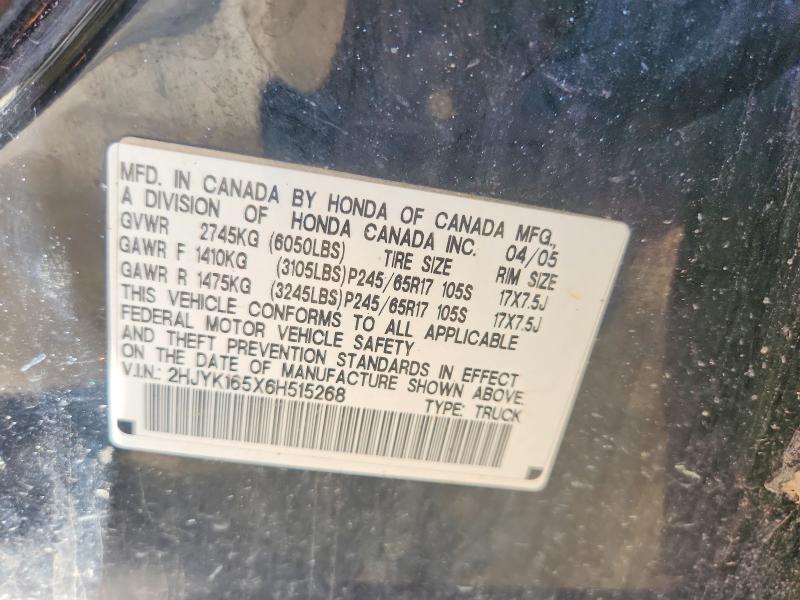 MFD. IN CANADA BY HONDA OF CANADA MFG.,
A DIVISION OF HONDA CANADA INC. 04/05
GVWR 2745KG (6050LBS) TIRE SIZE RIM SIZE
GAWR F 1410KG (3105LBS) P245/65R17 105S 17X7.5J
GAWR R 1475KG (3245LBS) P245/65R17 105S 17X7.5J
THIS VEHICLE CONFORMS TO ALL APPLICABLE
FEDERAL MOTOR VEHICLE SAFETY
AND THEFT PREVENTION STANDARDS IN EFFECT
ON THE DATE OF MANUFACTURE SHOWN ABOVE
V.I.N.: 2HJYK165X6H515268 TYPE: TRUCK